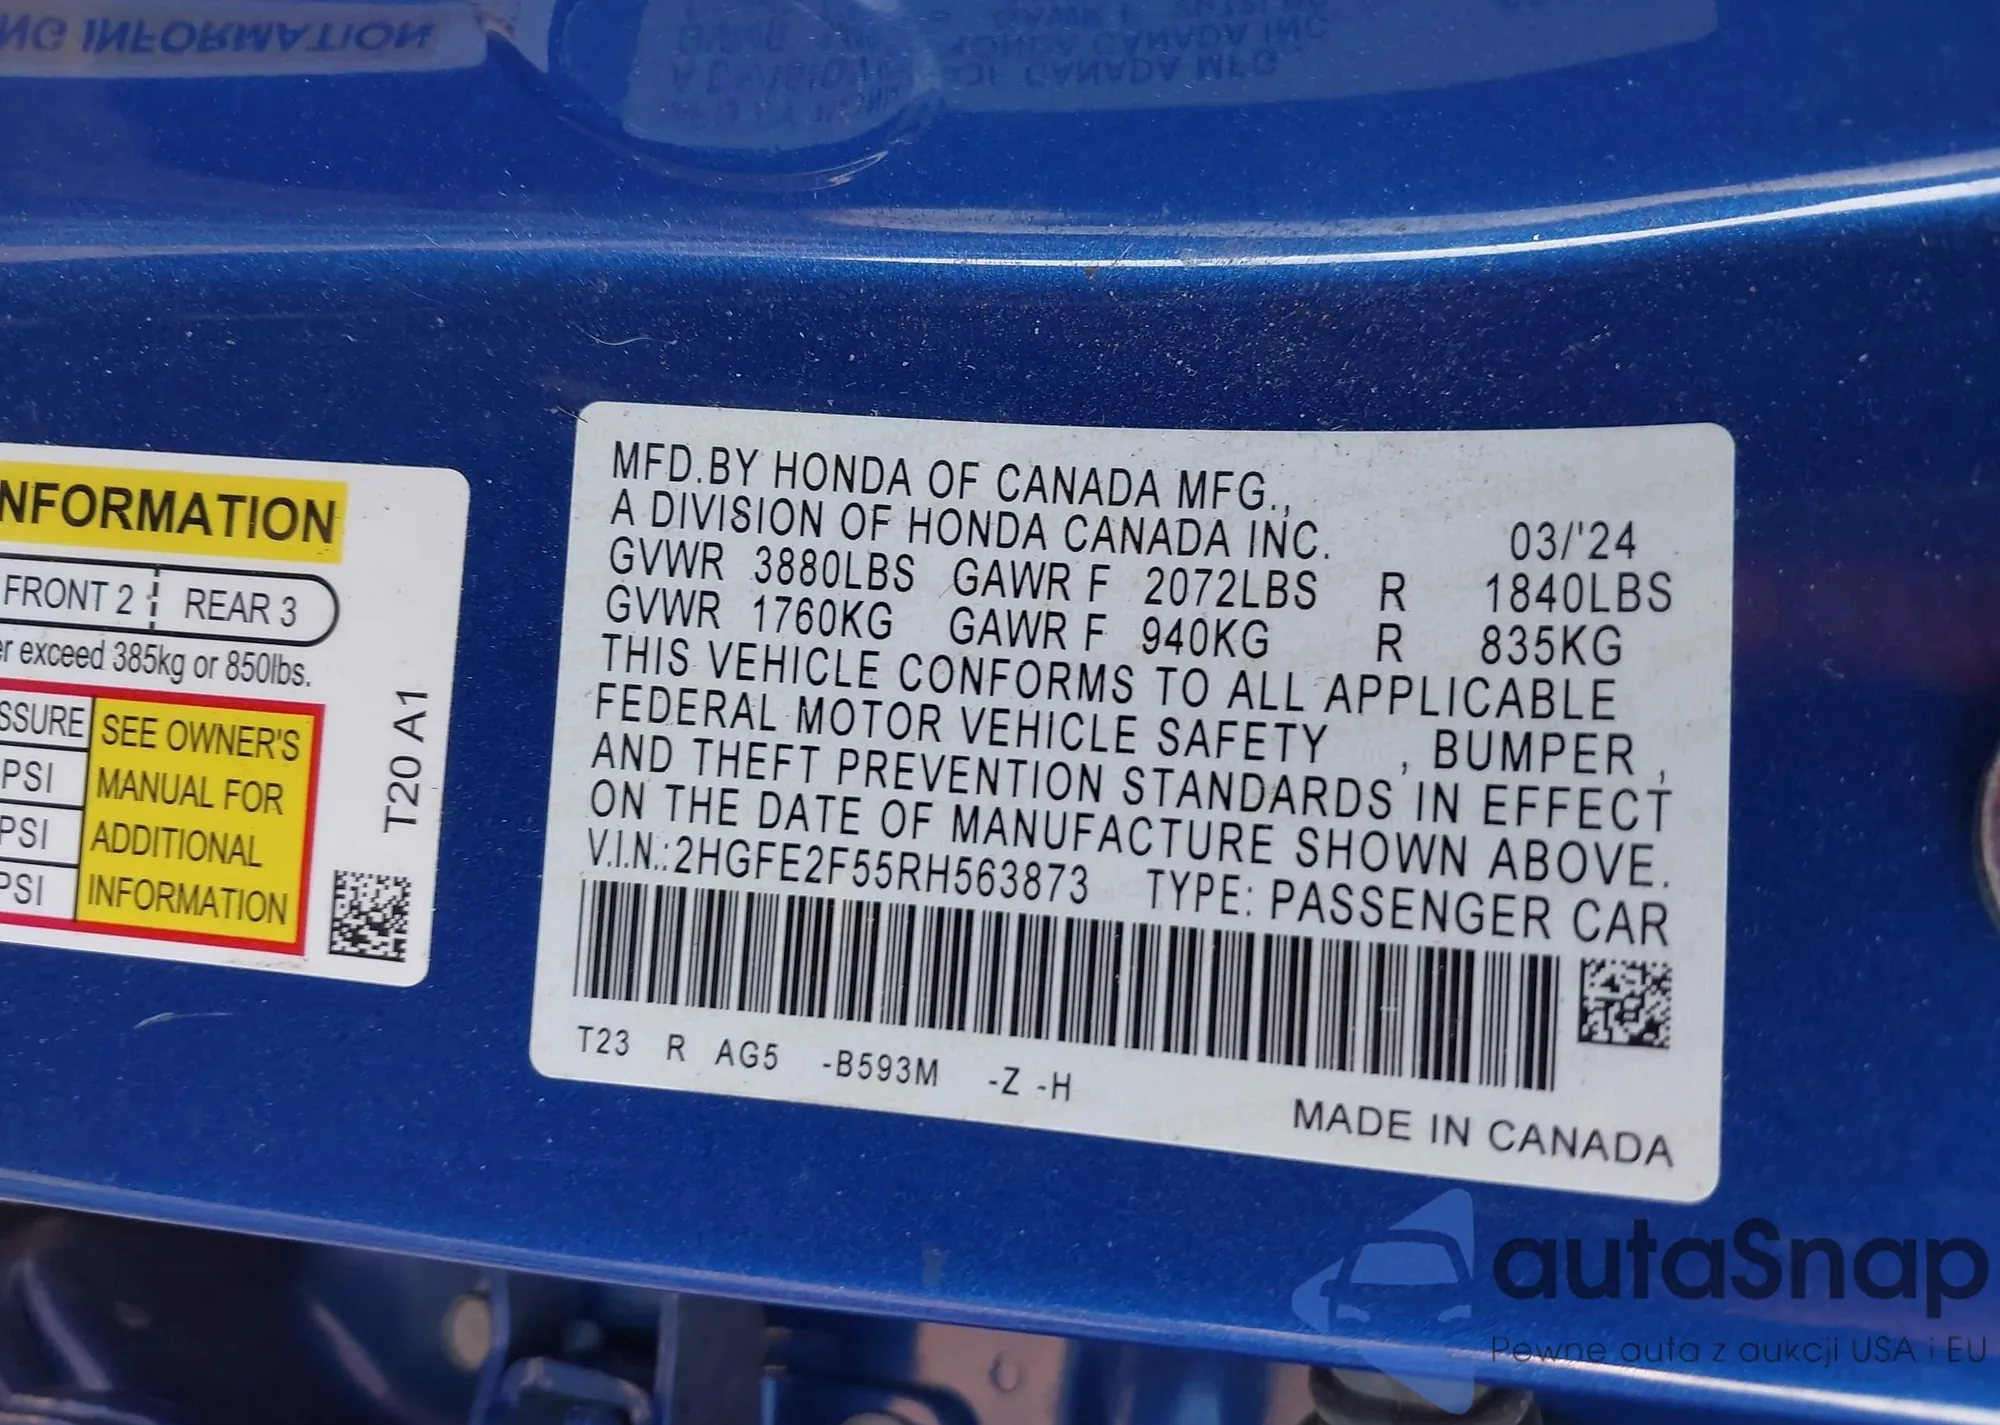 NG INFORMATION
NFORMATION
FRONT 2 REAR 3
er exceed 385kg or 850lbs.
SSURE
PSI
PSI
PSI
SEE OWNER'S
MANUAL FOR
ADDITIONAL
INFORMATION
T20 A1
MFD.BY HONDA OF CANADA MFG.,
A DIVISION OF HONDA CANADA INC. 03/'24
GVWR 3880LBS GAWR F 2072LBS R 1840LBS
GVWR 1760KG GAWR F 940KG R 835KG
THIS VEHICLE CONFORMS TO ALL APPLICABLE
FEDERAL MOTOR VEHICLE SAFETY , BUMPER ,
AND THEFT PREVENTION STANDARDS IN EFFECT
ON THE DATE OF MANUFACTURE SHOWN ABOVE.
V.I.N.:2HGFE2F55RH563873 TYPE: PASSENGER CAR
T23 R AG5 -B593M -Z -H
MADE IN CANADA
autaSnap
Pewne auta z aukcji USA i EU